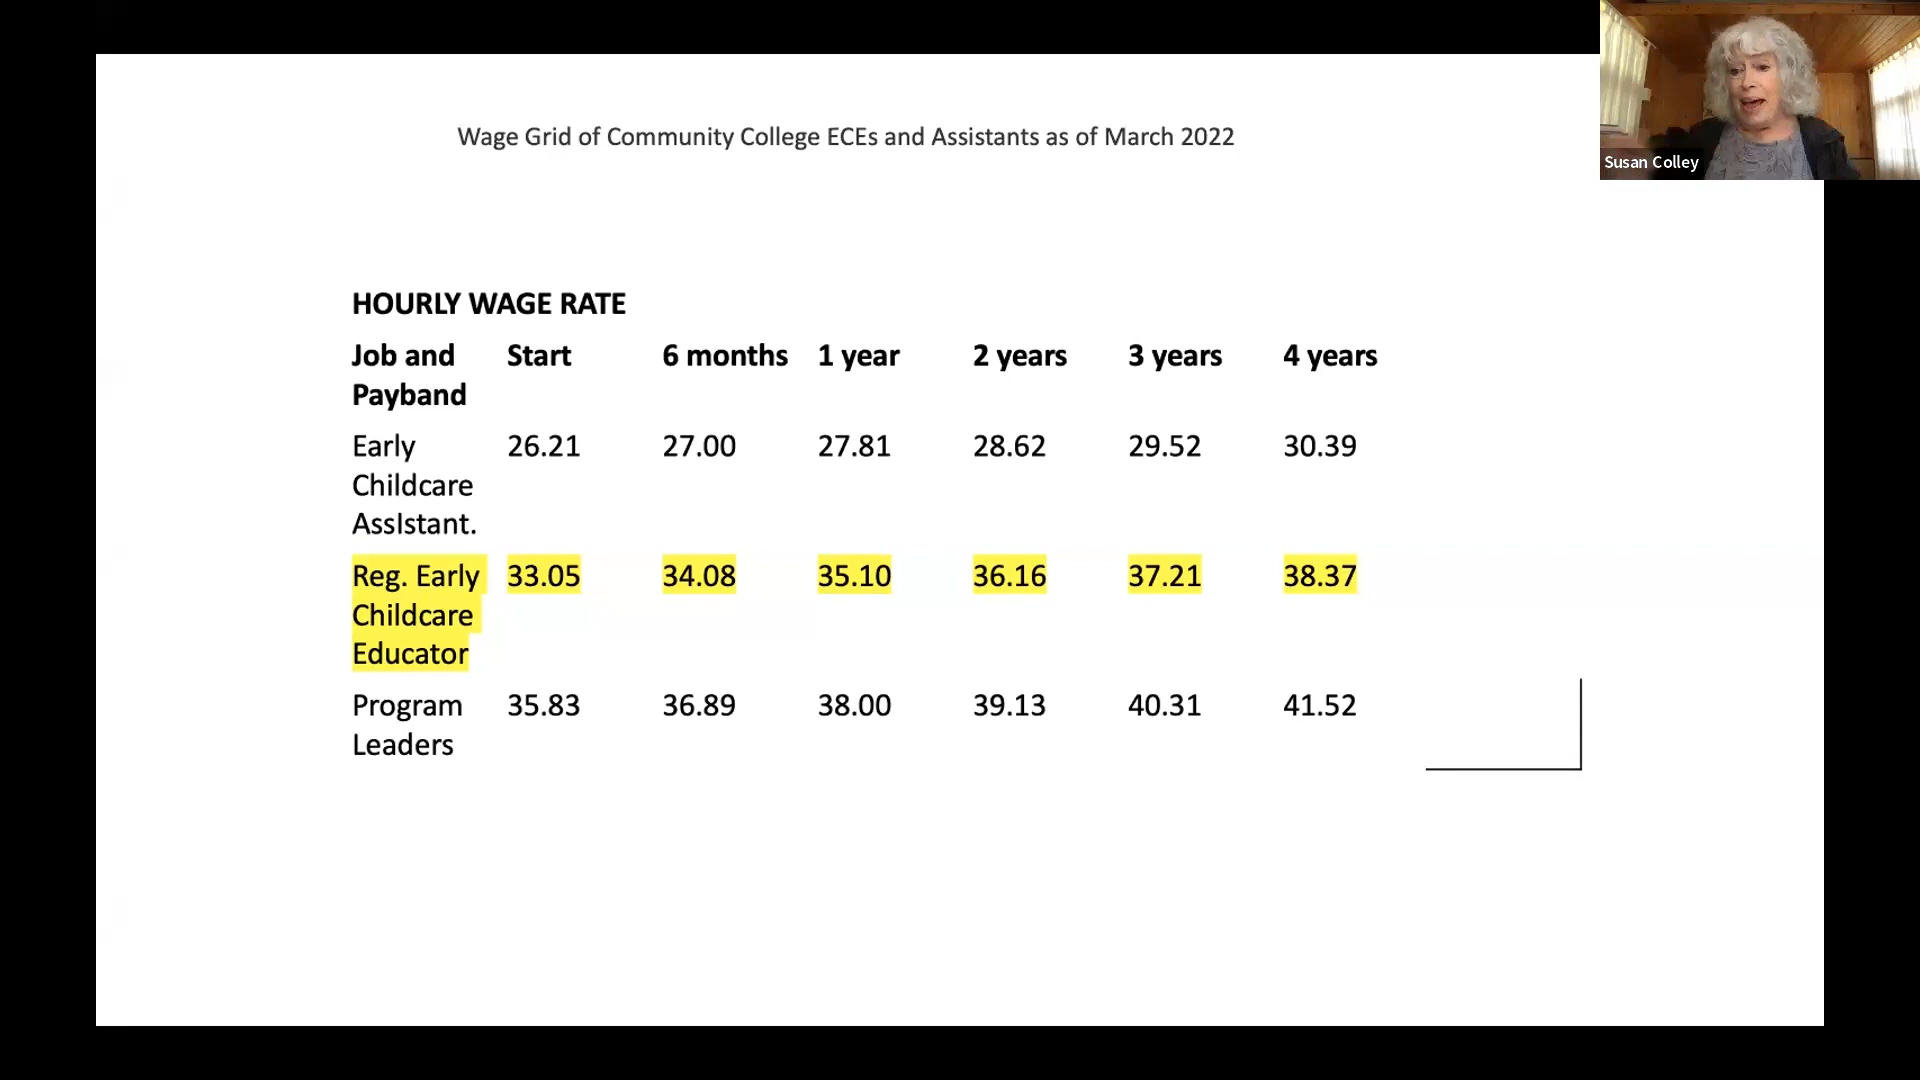 Wage Grid of Community College ECEs and Assistants as of March 2022
Susan Colley
HOURLY WAGE RATE
Job and Payband Start 6 months 1 year 2 years 3 years 4 years
Early Childcare AssIstant. 26.21 27.00 27.81 28.62 29.52 30.39
Reg. Early Childcare Educator 33.05 34.08 35.10 36.16 37.21 38.37
Program Leaders 35.83 36.89 38.00 39.13 40.31 41.52